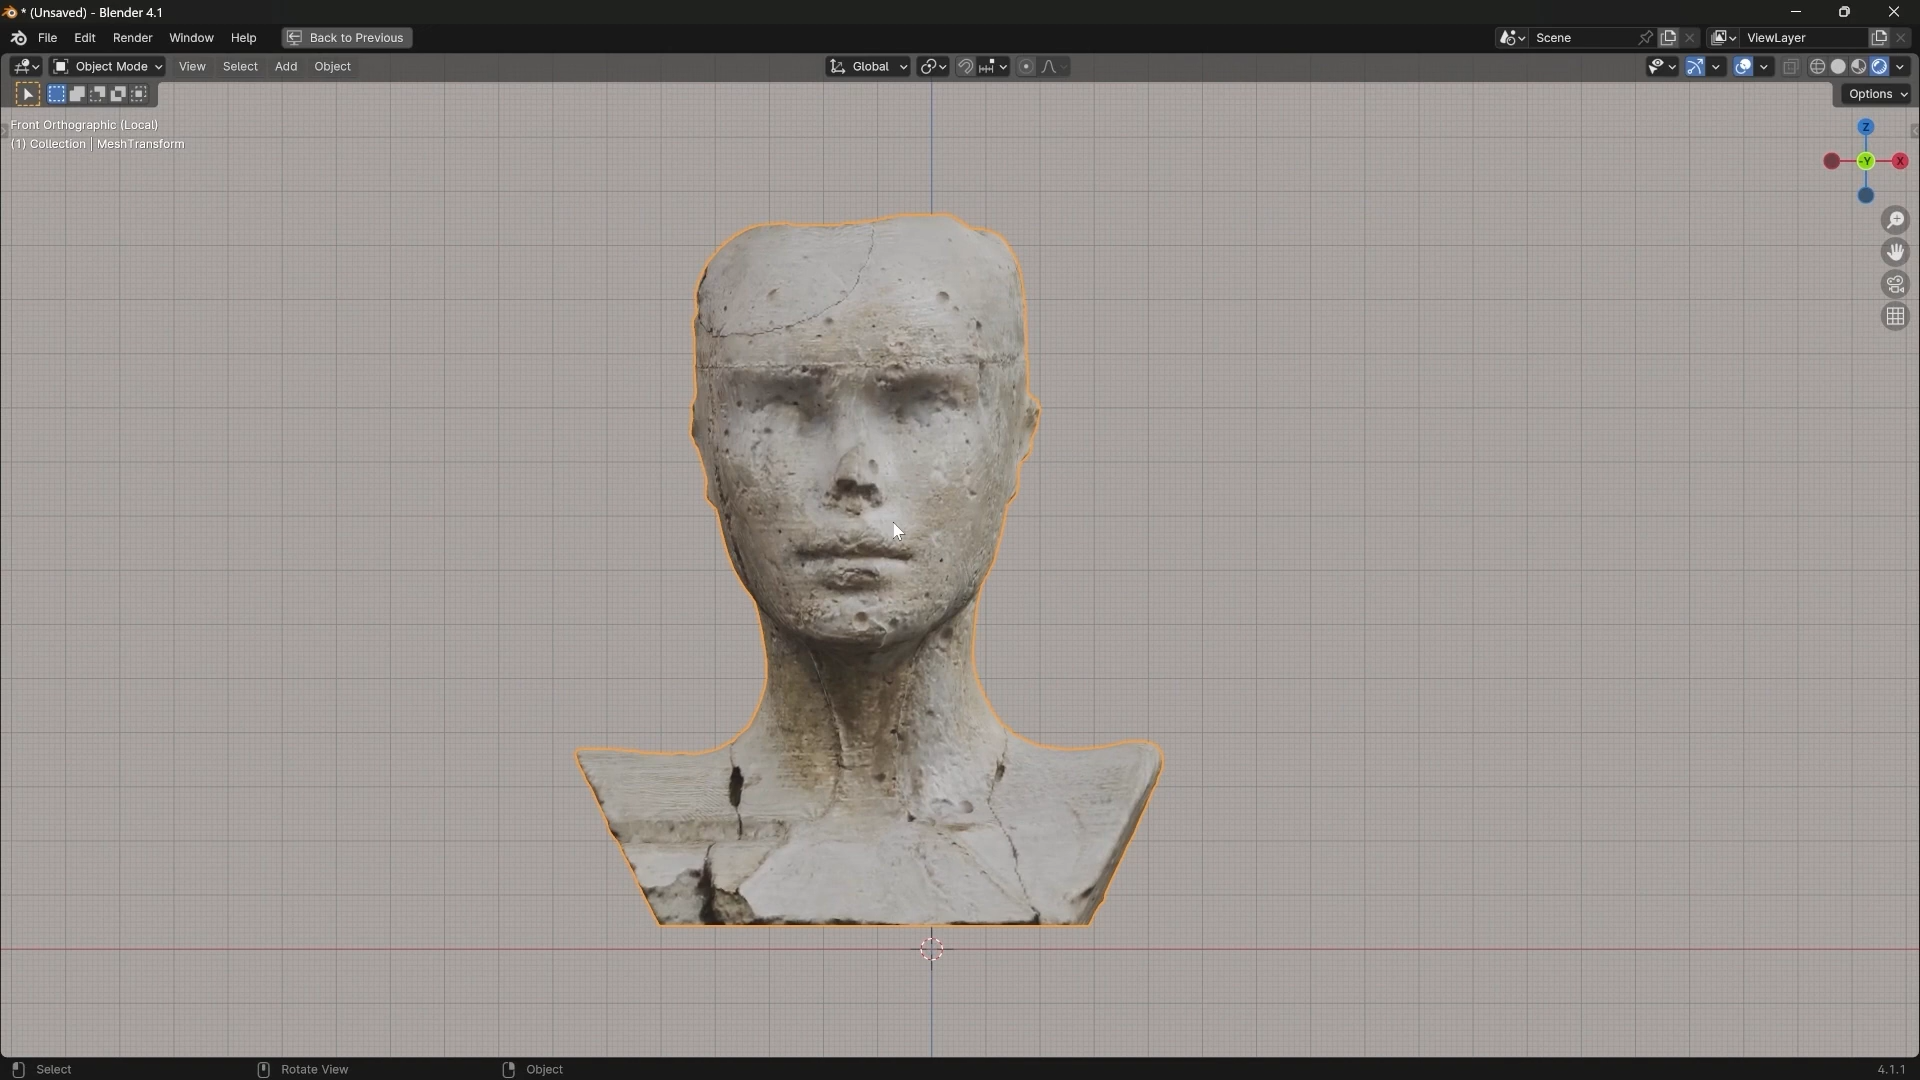 * (Unsaved) - Blender 4.1
File Edit Render Window Help Back to Previous Scene ViewLayer
Object Mode View Select Add Object Global
Options
Front Orthographic (Local)
(1) Collection | MeshTransform
Z
-Y X
Select Rotate View Object 4.1.1